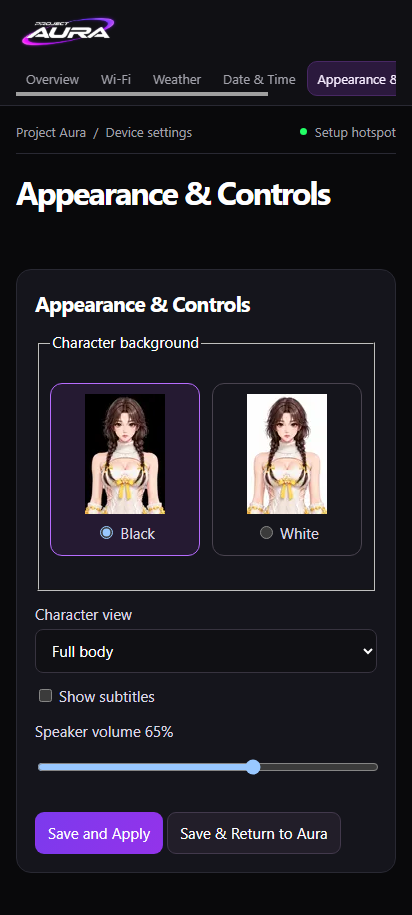 PROJECT
AURA
Overview Wi-Fi Weather Date & Time Appearance &
Project Aura / Device settings Setup hotspot
Appearance & Controls
Appearance & Controls
Character background
Black White
Character view
Full body
Show subtitles
Speaker volume 65%
Save and Apply Save & Return to Aura